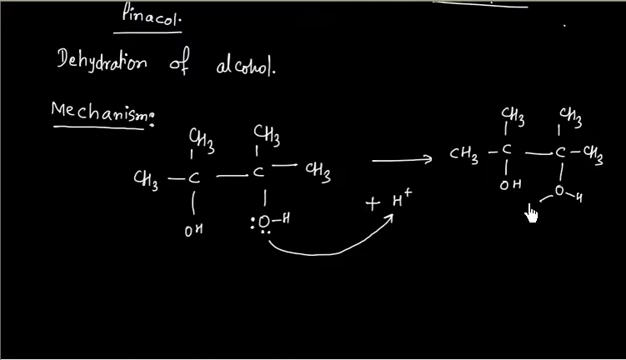 Pinacol.
Dehydration of alcohol.
Mechanism:
CH3 CH3
CH3 - C - C - CH3
OH :O-H
+ H+
CH3 CH3
CH3 - C - C - CH3
OH O-H